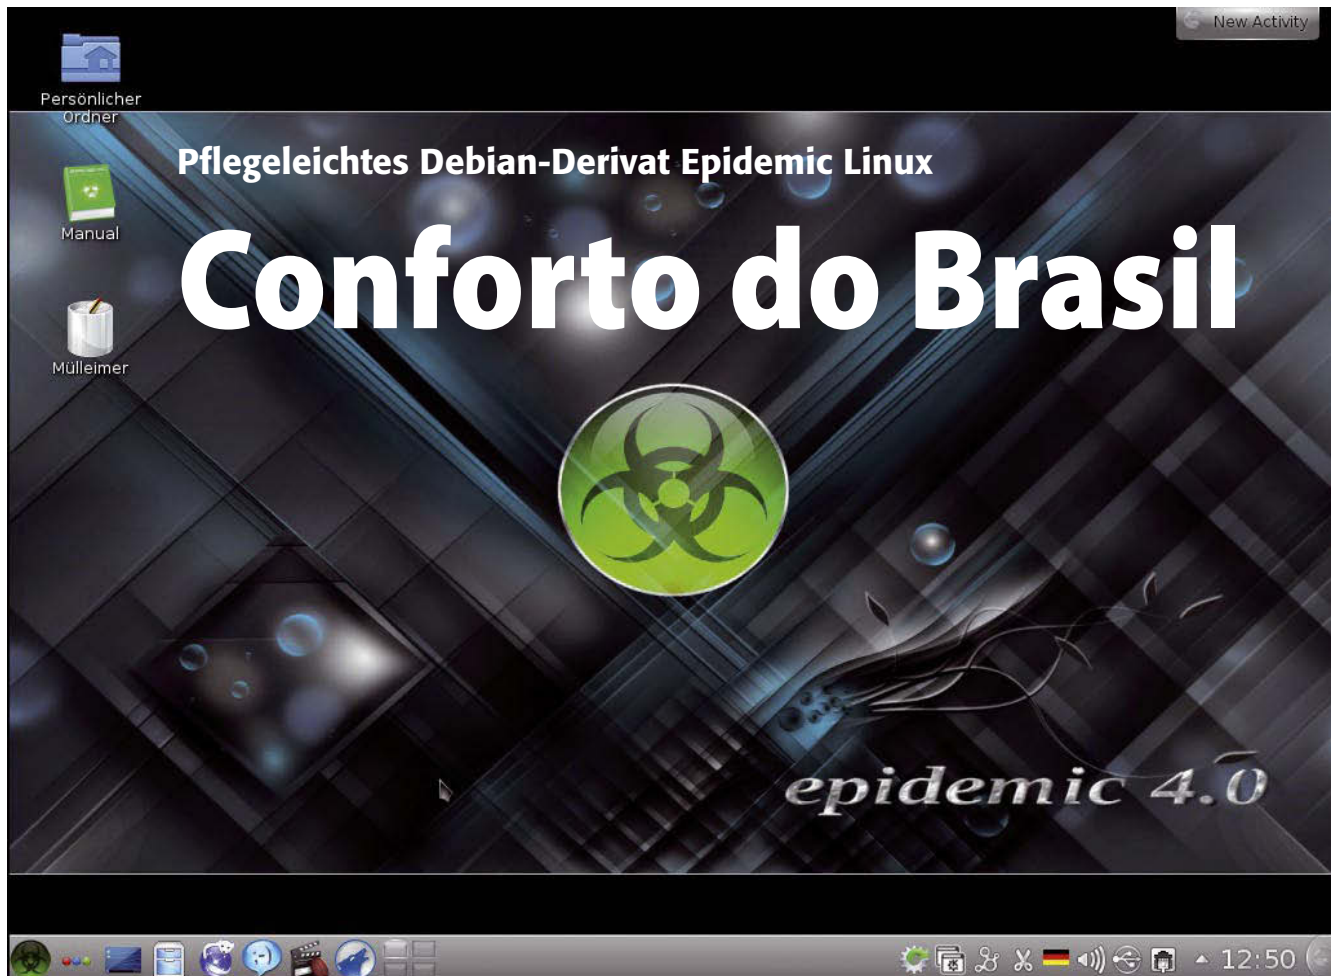 New Activity
Persönlicher
Ordner
Pflegeleichtes Debian-Derivat Epidemic Linux
Manual
Conforto do Brasil
Mülleimer
epidemic 4.0
12:50